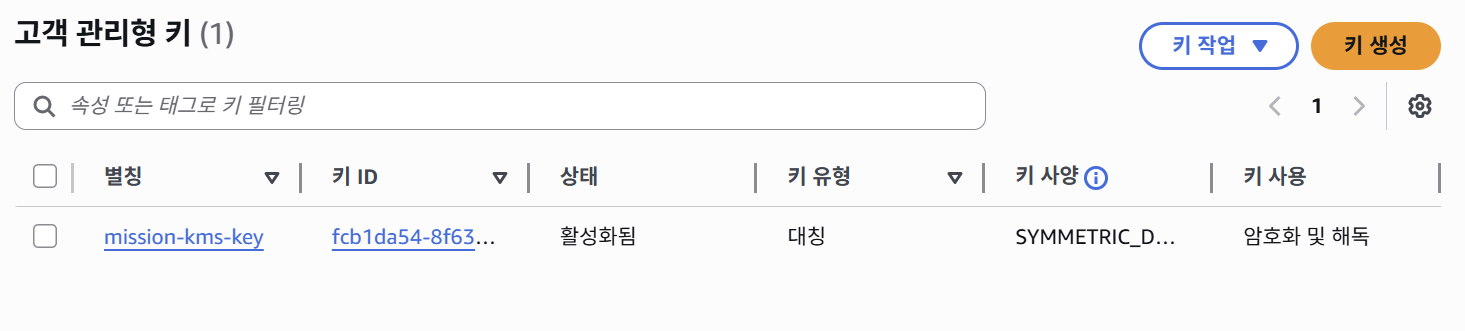 고객 관리형 키 (1)
키 작업
키 생성
속성 또는 태그로 키 필터링
1
별칭 키 ID 상태 키 유형 키 사양 키 사용
mission-kms-key fcb1da54-8f63... 활성화됨 대칭 SYMMETRIC_D... 암호화 및 해독